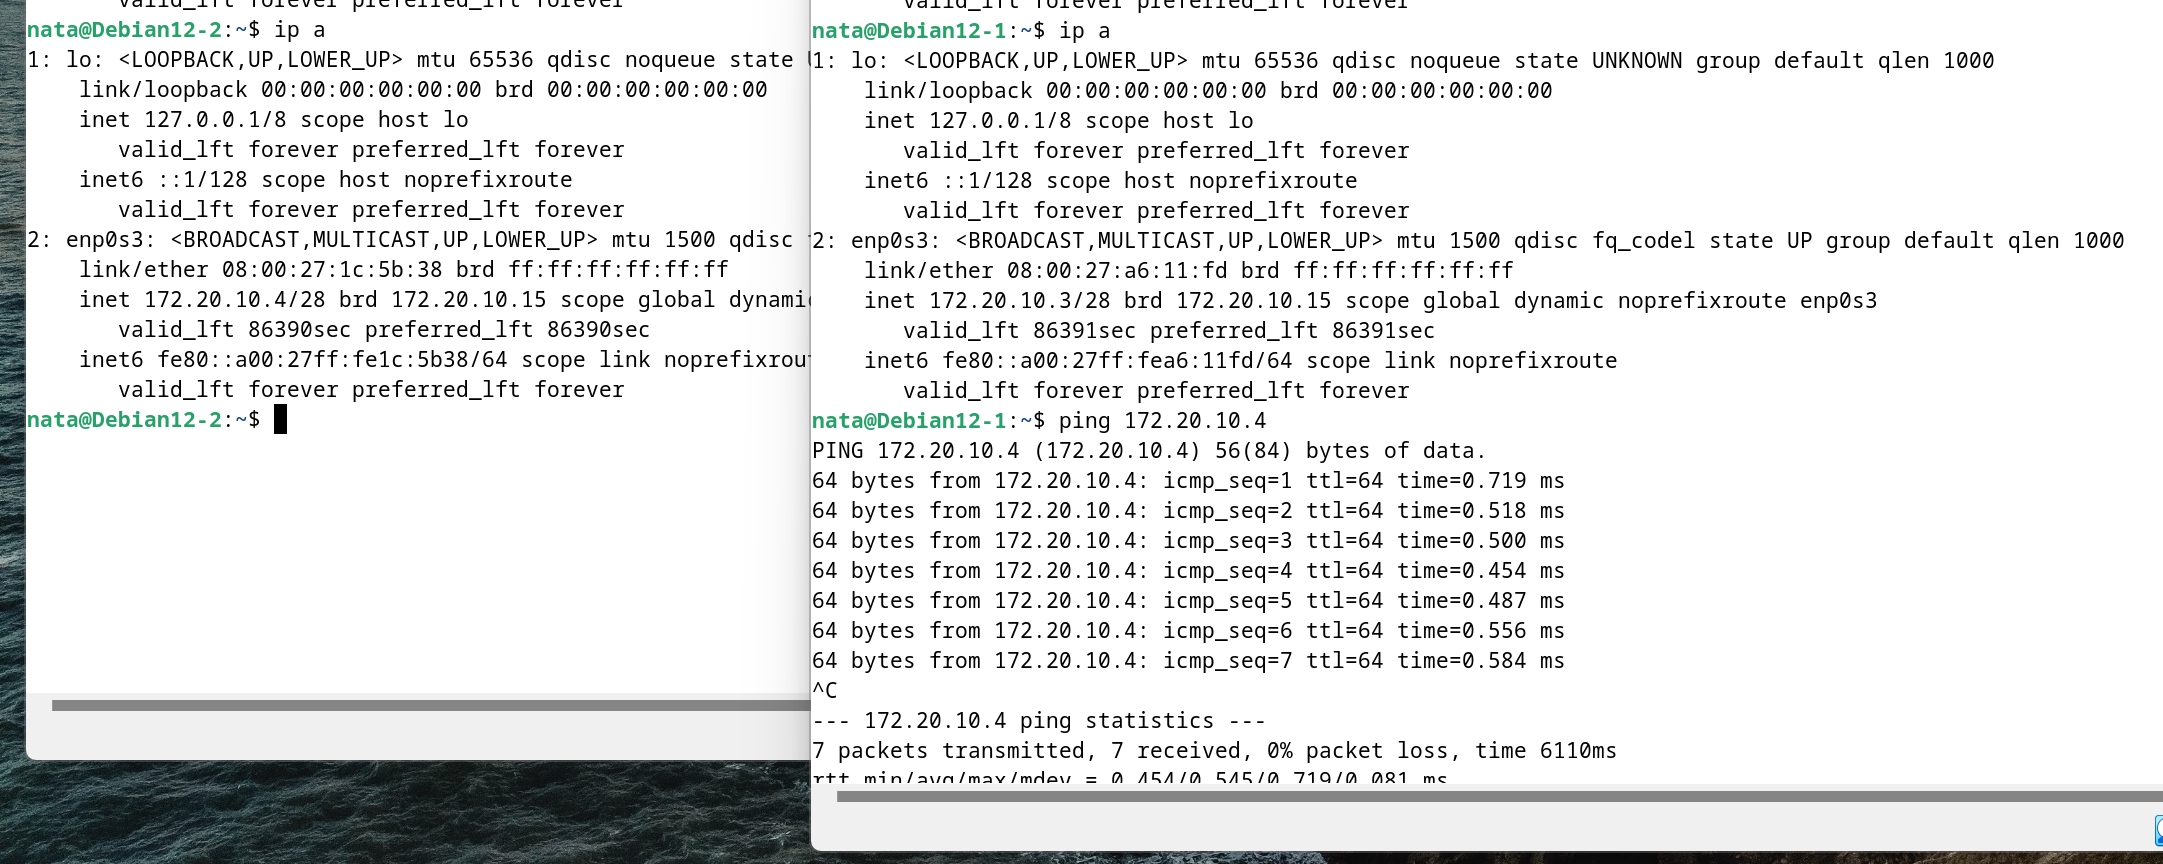 valid_lft forever preferred_lft forever
nata@Debian12-2:~$ ip a
1: lo: <LOOPBACK,UP,LOWER_UP> mtu 65536 qdisc noqueue state
link/loopback 00:00:00:00:00:00 brd 00:00:00:00:00:00
inet 127.0.0.1/8 scope host lo
valid_lft forever preferred_lft forever
inet6 ::1/128 scope host noprefixroute
valid_lft forever preferred_lft forever
2: enp0s3: <BROADCAST,MULTICAST,UP,LOWER_UP> mtu 1500 qdisc
link/ether 08:00:27:1c:5b:38 brd ff:ff:ff:ff:ff:ff
inet 172.20.10.4/28 brd 172.20.10.15 scope global dynamic
valid_lft 86390sec preferred_lft 86390sec
inet6 fe80::a00:27ff:fe1c:5b38/64 scope link noprefixrout
valid_lft forever preferred_lft forever
nata@Debian12-2:~$
valid_lft forever preferred_lft forever
nata@Debian12-1:~$ ip a
1: lo: <LOOPBACK,UP,LOWER_UP> mtu 65536 qdisc noqueue state UNKNOWN group default qlen 1000
link/loopback 00:00:00:00:00:00 brd 00:00:00:00:00:00
inet 127.0.0.1/8 scope host lo
valid_lft forever preferred_lft forever
inet6 ::1/128 scope host noprefixroute
valid_lft forever preferred_lft forever
2: enp0s3: <BROADCAST,MULTICAST,UP,LOWER_UP> mtu 1500 qdisc fq_codel state UP group default qlen 1000
link/ether 08:00:27:a6:11:fd brd ff:ff:ff:ff:ff:ff
inet 172.20.10.3/28 brd 172.20.10.15 scope global dynamic noprefixroute enp0s3
valid_lft 86391sec preferred_lft 86391sec
inet6 fe80::a00:27ff:fea6:11fd/64 scope link noprefixroute
valid_lft forever preferred_lft forever
nata@Debian12-1:~$ ping 172.20.10.4
PING 172.20.10.4 (172.20.10.4) 56(84) bytes of data.
64 bytes from 172.20.10.4: icmp_seq=1 ttl=64 time=0.719 ms
64 bytes from 172.20.10.4: icmp_seq=2 ttl=64 time=0.518 ms
64 bytes from 172.20.10.4: icmp_seq=3 ttl=64 time=0.500 ms
64 bytes from 172.20.10.4: icmp_seq=4 ttl=64 time=0.454 ms
64 bytes from 172.20.10.4: icmp_seq=5 ttl=64 time=0.487 ms
64 bytes from 172.20.10.4: icmp_seq=6 ttl=64 time=0.556 ms
64 bytes from 172.20.10.4: icmp_seq=7 ttl=64 time=0.584 ms
^C
--- 172.20.10.4 ping statistics ---
7 packets transmitted, 7 received, 0% packet loss, time 6110ms
rtt min/avg/max/mdev = 0.454/0.545/0.719/0.081 ms